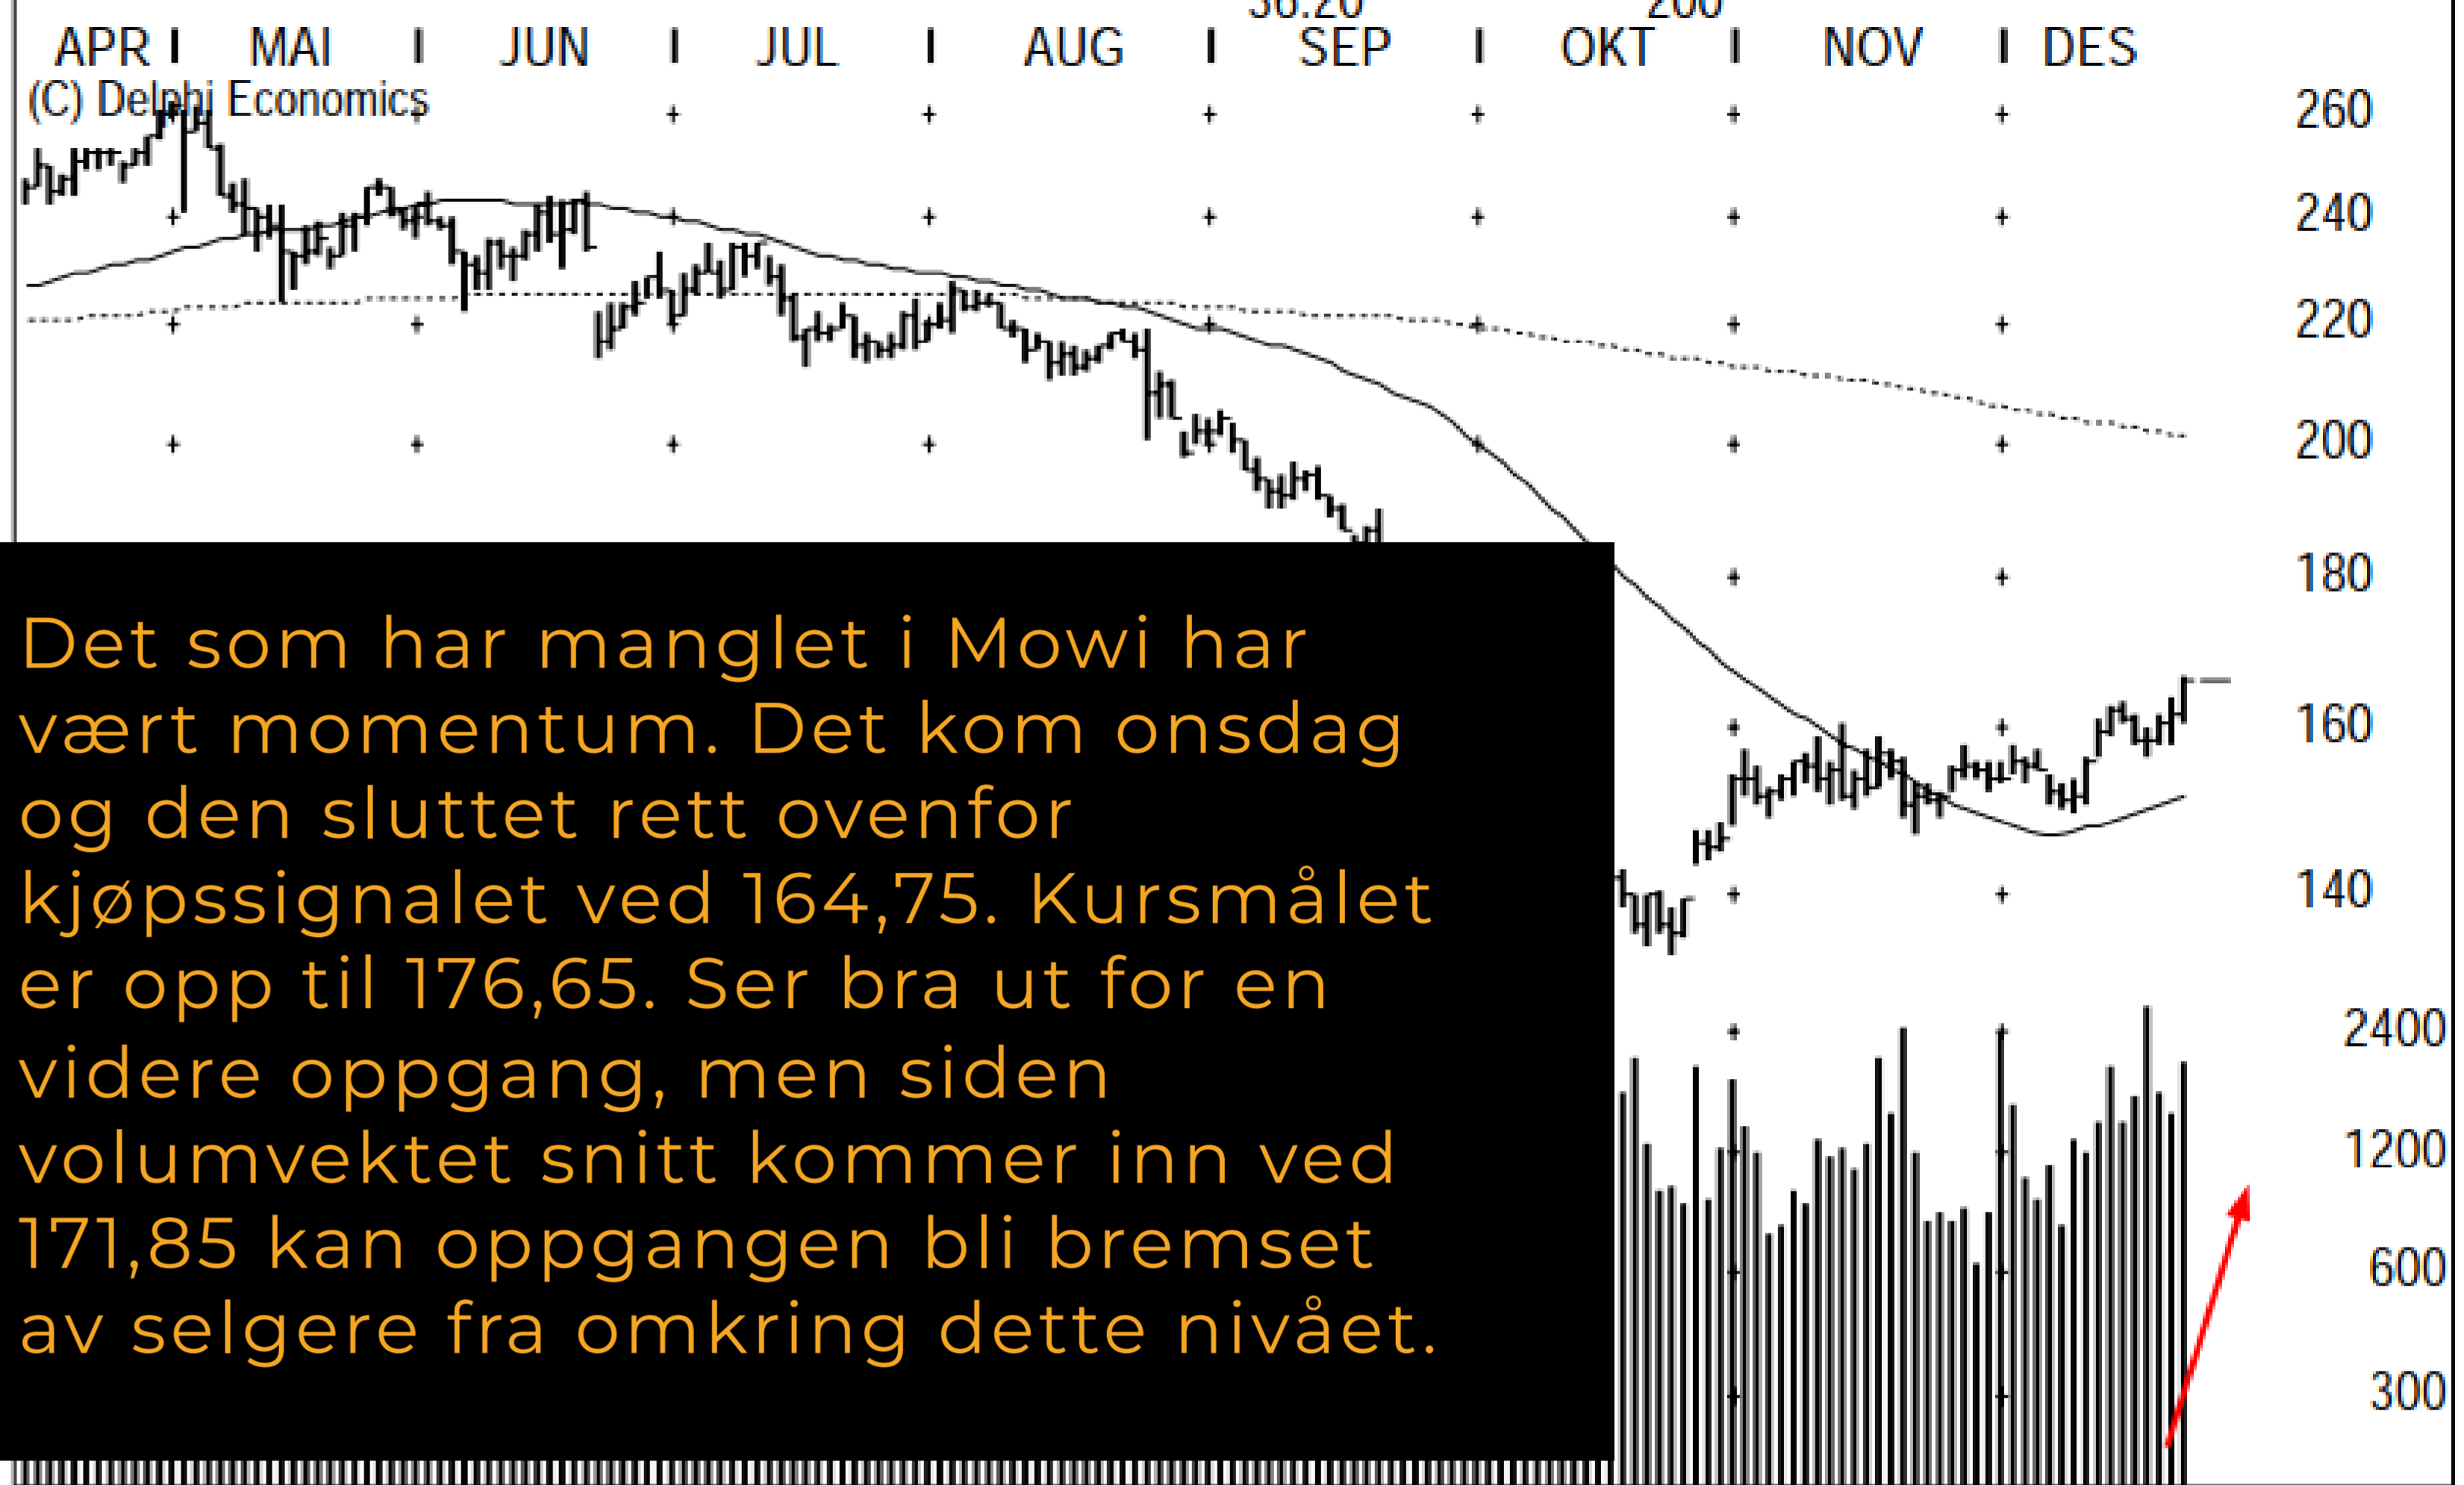 36.20 200
APR MAI JUN JUL AUG SEP OKT NOV DES
(C) Delphi Economics
260
240
220
200
180
160
140
2400
1200
600
300
Det som har manglet i Mowi har
vært momentum. Det kom onsdag
og den sluttet rett ovenfor
kjøpssignalet ved 164,75. Kursmålet
er opp til 176,65. Ser bra ut for en
videre oppgang, men siden
volumvektet snitt kommer inn ved
171,85 kan oppgangen bli bremset
av selgere fra omkring dette nivået.